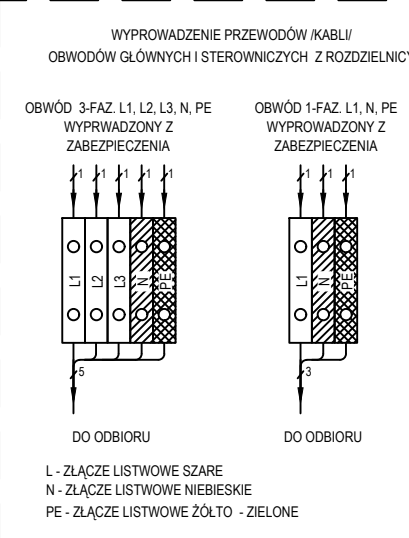 WYPROWADZENIE PRZEWODÓW /KABLI/
OBWODÓW GŁÓWNYCH I STEROWNICZYCH Z ROZDZIELNICY
OBWÓD 3-FAZ. L1, L2, L3, N, PE
WYPRWADZONY Z
ZABEZPIECZENIA
OBWÓD 1-FAZ. L1, N, PE
WYPROWADZONY Z
ZABEZPIECZENIA
1 1 1 1 1
1 1 1
L1 L2 L3 N PE
L1 N PE
5
3
DO ODBIORU
DO ODBIORU
L - ZŁĄCZE LISTWOWE SZARE
N - ZŁĄCZE LISTWOWE NIEBIESKIE
PE - ZŁĄCZE LISTWOWE ŻÓŁTO - ZIELONE